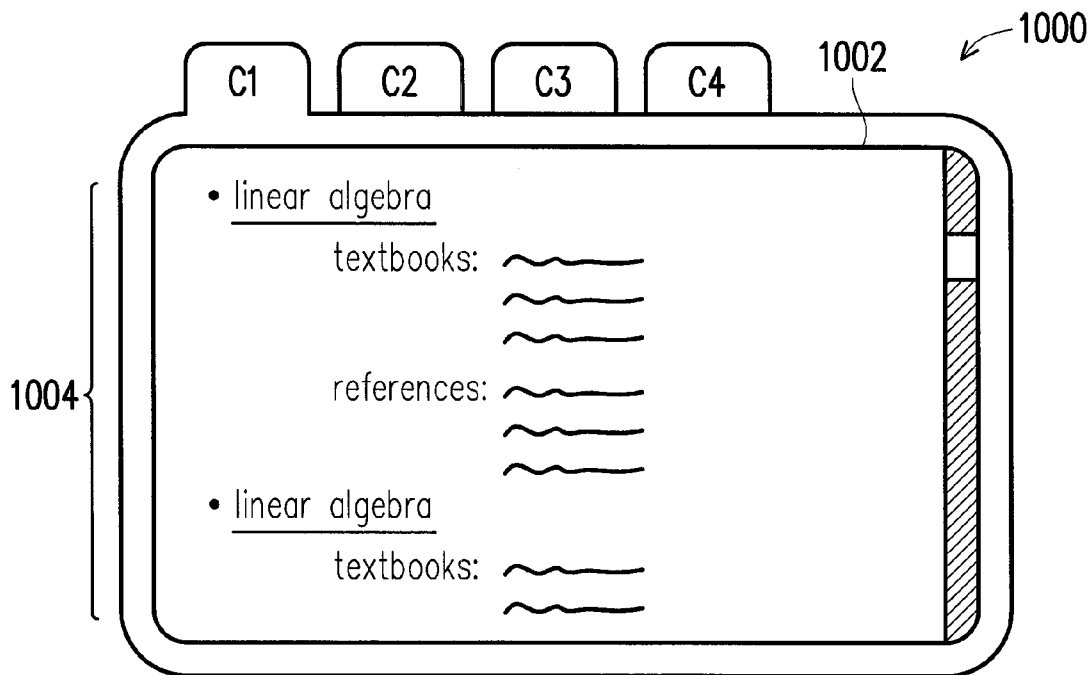 1000
C1 C2 C3 C4 1002
• linear algebra
textbooks:
references:
1004
• linear algebra
textbooks: